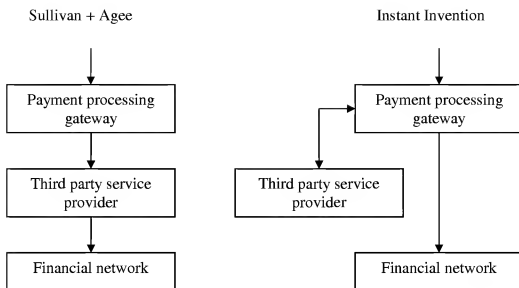 Sullivan + Agee
Payment processing
gateway
Third party service
provider
Financial network
Instant Invention
Payment processing
gateway
Third party service
provider
Financial network